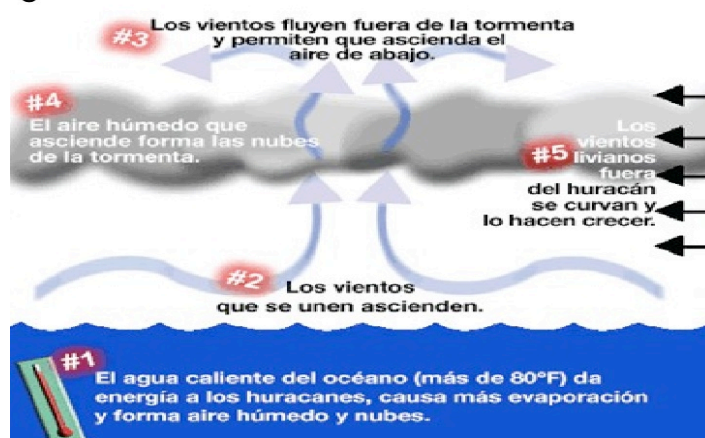 #3
Los vientos fluyen fuera de la tormenta
y permiten que ascienda el
aire de abajo.
#4
El aire húmedo que
asciende forma las nubes
de la tormenta.
#5
Los
vientos
livianos
fuera
del huracán
se curvan y
lo hacen crecer.
#2
Los vientos
que se unen ascienden.
#1
El agua caliente del océano (más de 80ºF) da
energía a los huracanes, causa más evaporación
y forma aire húmedo y nubes.